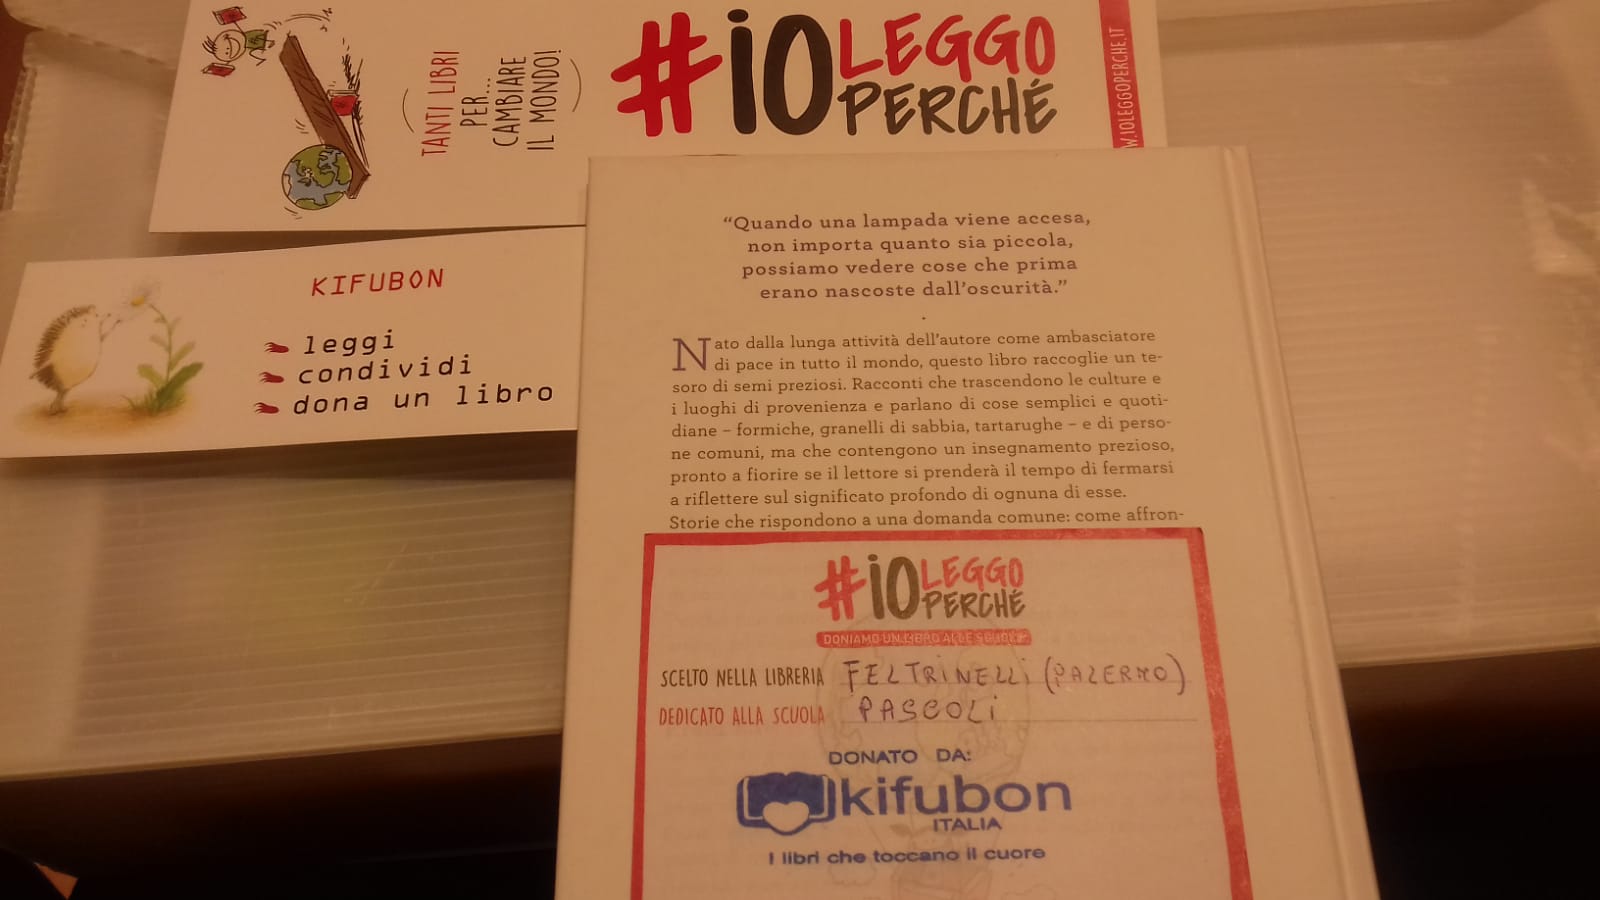 TANTI LIBRI
PER...
CAMBIARE
IL MONDO!
#iO LEGGO
PERCHÉ
W.IOLEGGOPERCHE.IT
KIFUBON
leggi
condividi
dona un libro
“Quando una lampada viene accesa,
non importa quanto sia piccola,
possiamo vedere cose che prima
erano nascoste dall’oscurità.”
Nato dalla lunga attività dell’autore come ambasciatore
di pace in tutto il mondo, questo libro raccoglie un te-
soro di semi preziosi. Racconti che trascendono le culture e
i luoghi di provenienza e parlano di cose semplici e quoti-
diane – formiche, granelli di sabbia, tartarughe – e di perso-
ne comuni, ma che contengono un insegnamento prezioso,
pronto a fiorire se il lettore si prenderà il tempo di fermarsi
a riflettere sul significato profondo di ognuna di esse.
Storie che rispondono a una domanda comune: come affron-
#iO LEGGO
PERCHÉ
DONIAMO UN LIBRO ALLE SCUOLE
SCELTO NELLA LIBRERIA FELTRINELLI (PALERMO)
DEDICATO ALLA SCUOLA PASCOLI
DONATO DA:
kifubon
ITALIA
I libri che toccano il cuore